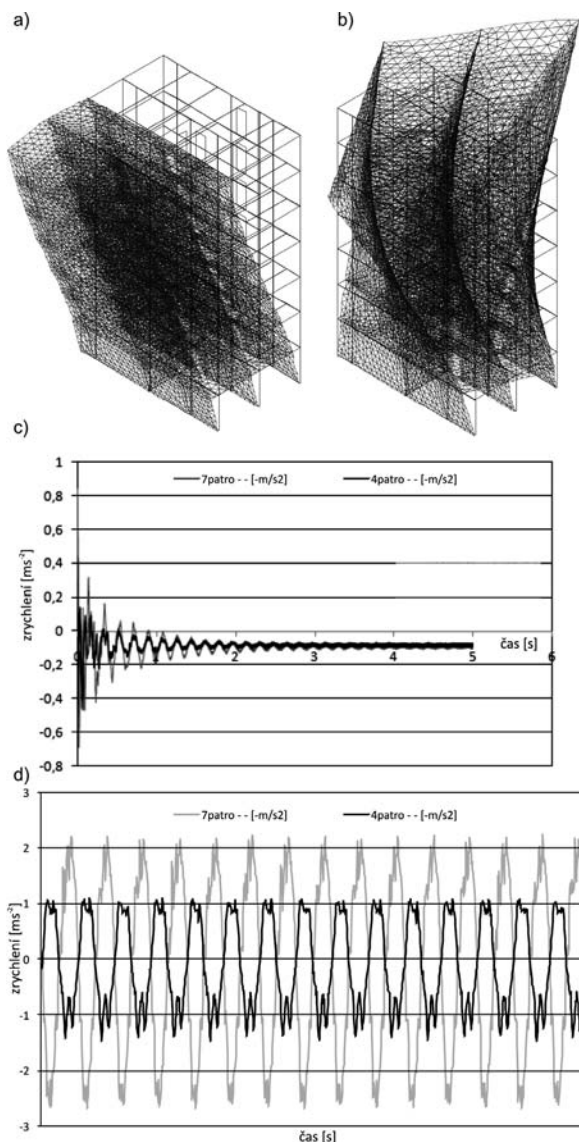 a)
b)
c)
1
7patro - - [-m/s2]
4patro - - [-m/s2]
0,8
0,6
0,4
0,2
0
-0,2
-0,4
-0,6
-0,8
zrychlení [ms-2]
0
1
2
3
4
5
6
čas [s]
d)
3
7patro - - [-m/s2]
4patro - - [-m/s2]
2
1
0
-1
-2
-3
zrychlení [ms-2]
čas [s]